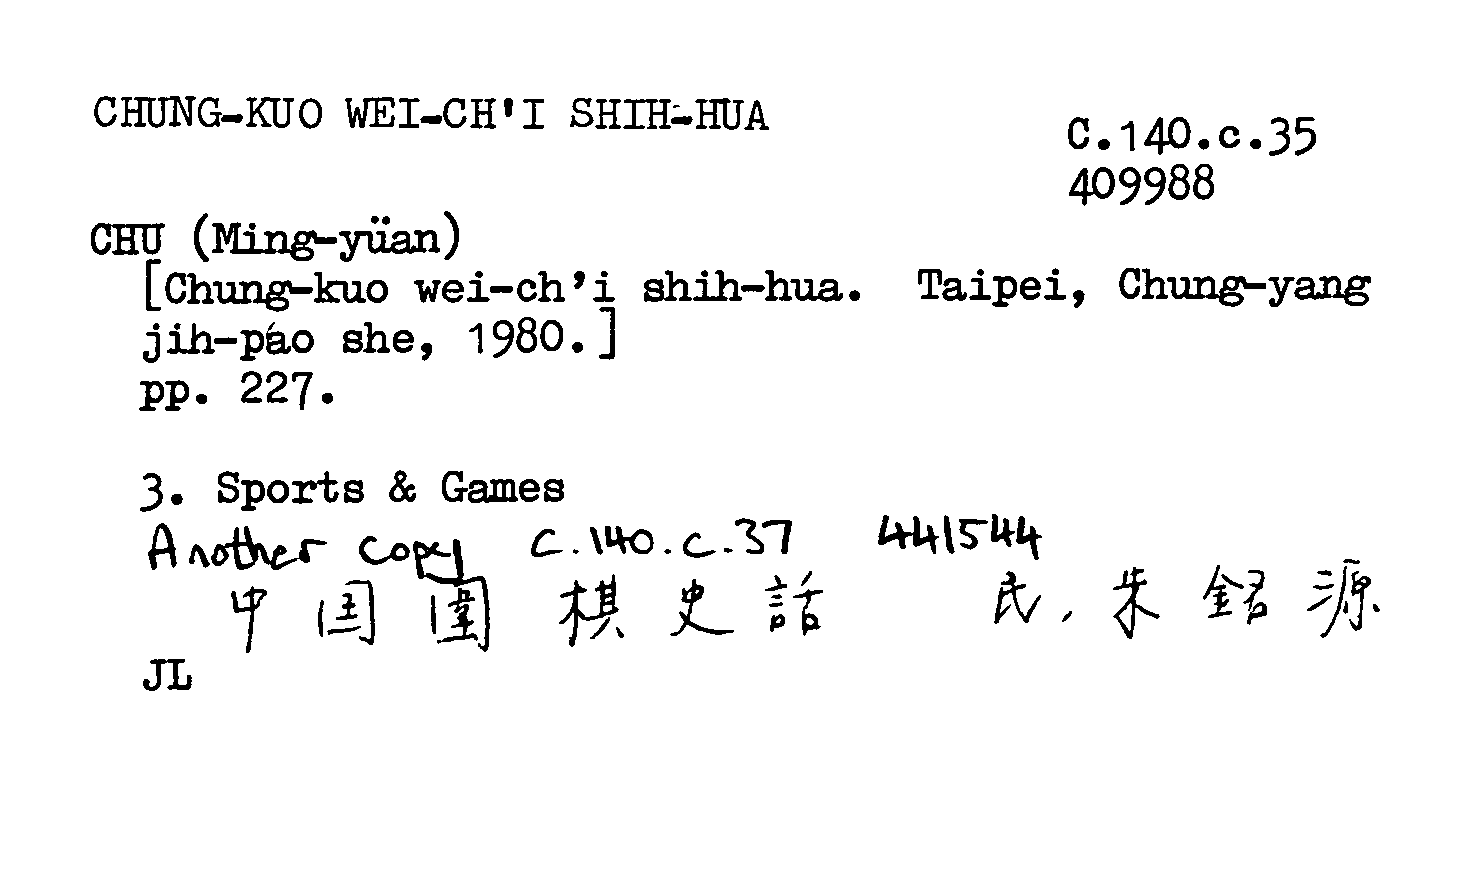 CHUNG-KUO WEI-CH'I SHIH-HUA
C.140.c.35
409988
CHU (Ming-yüan)
[Chung-kuo wei-ch'i shih-hua. Taipei, Chung-yang
jih-páo she, 1980.]
pp. 227.
3. Sports & Games
Another copy C.140.c.37 441544
中国圍棋史話 民, 朱銘源
JL